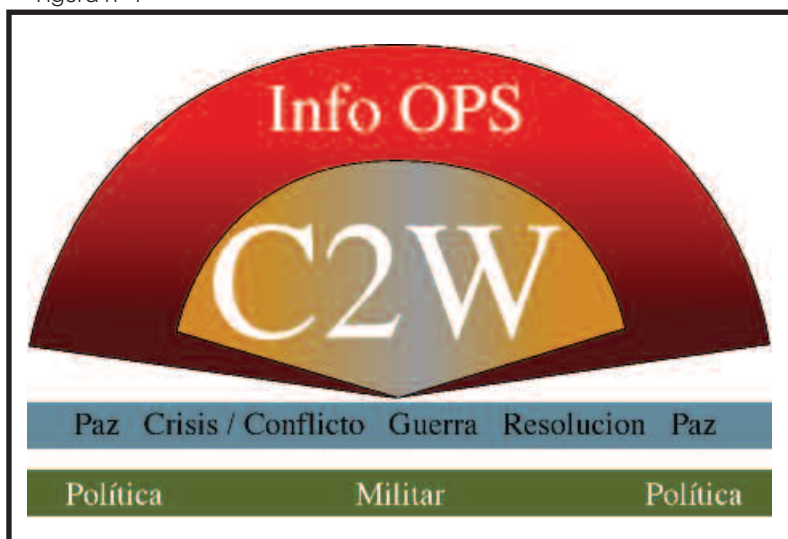 Info OPS
C2W
Paz Crisis / Conflicto Guerra Resolucion Paz
Política Militar Política